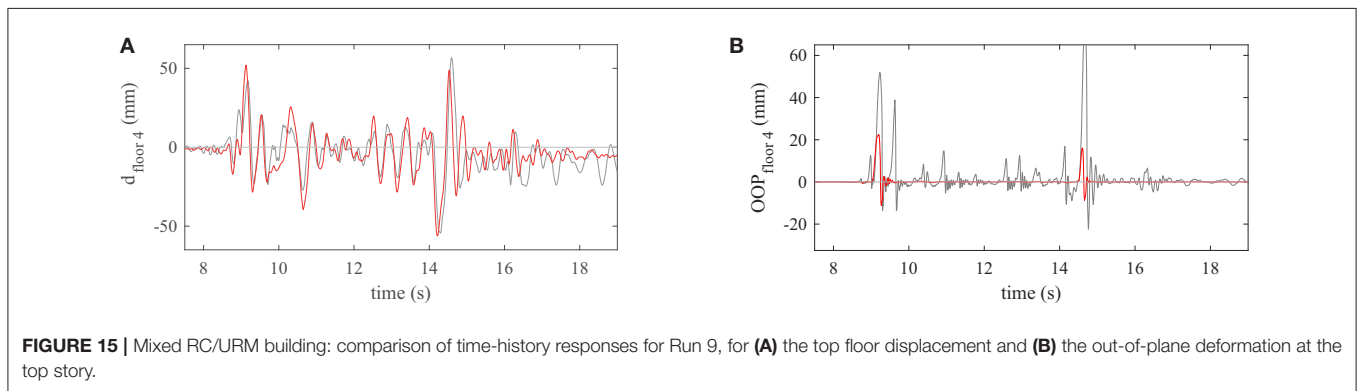 A
B
d floor 4 (mm)
50
0
-50
8 10 12 14 16 18
time (s)
OOP floor 4 (mm)
60
40
20
0
-20
8 10 12 14 16 18
time (s)
FIGURE 15 | Mixed RC/URM building: comparison of time-history responses for Run 9, for (A) the top floor displacement and (B) the out-of-plane deformation at the
top story.